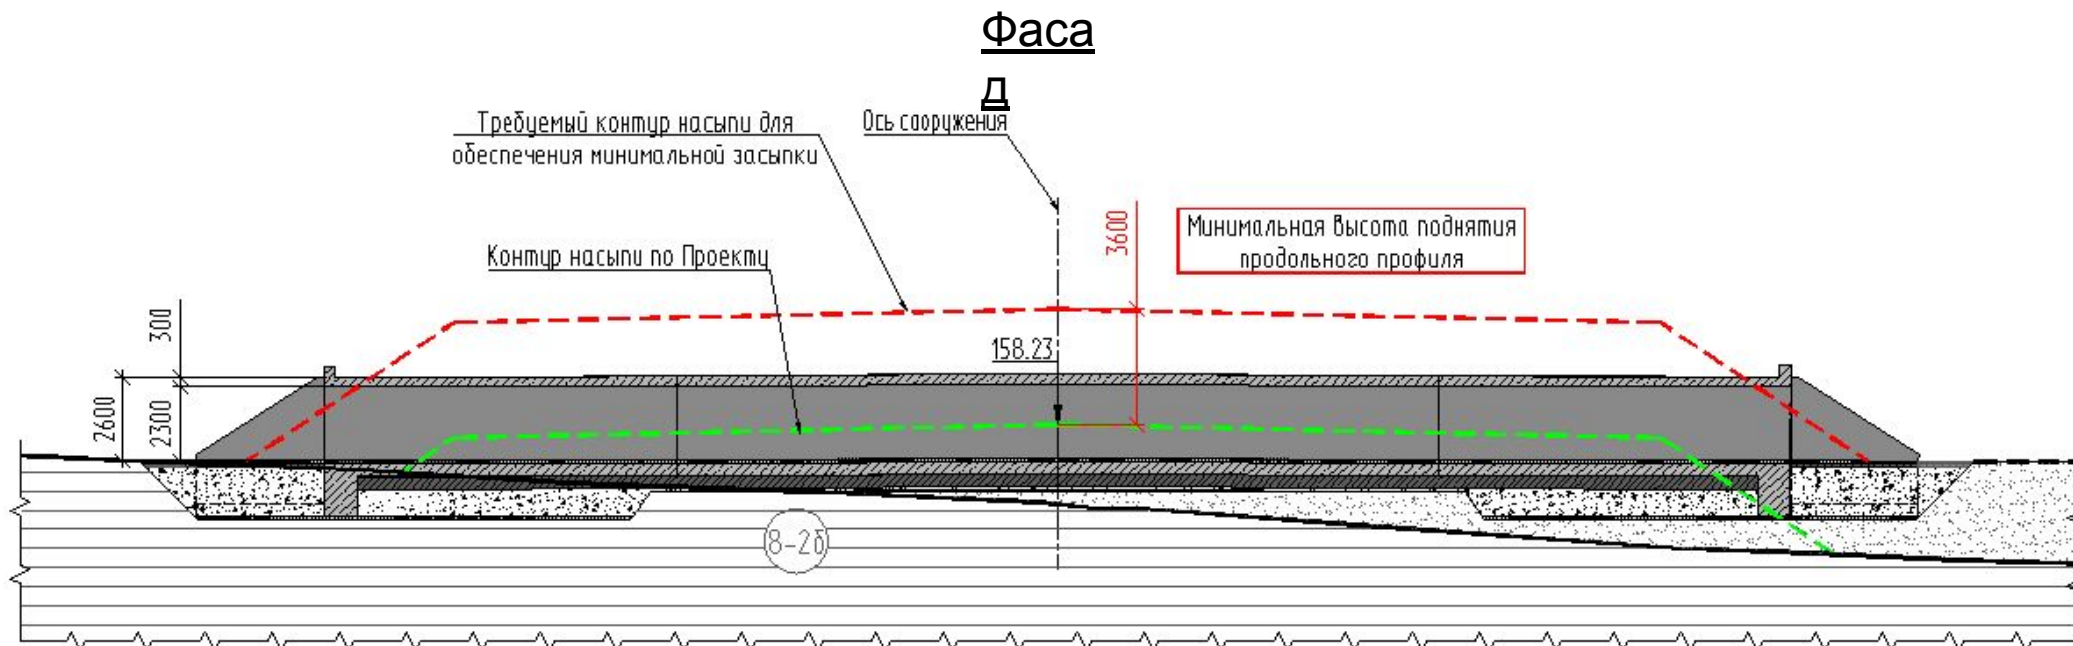 Фаса
д
Требуемый контур насыпи для
обеспечения минимальной засыпки
Ось сооружения
Контур насыпи по Проекту
3600
Минимальная высота поднятия
продольного профиля
300
2600
2300
158.23
8-2б